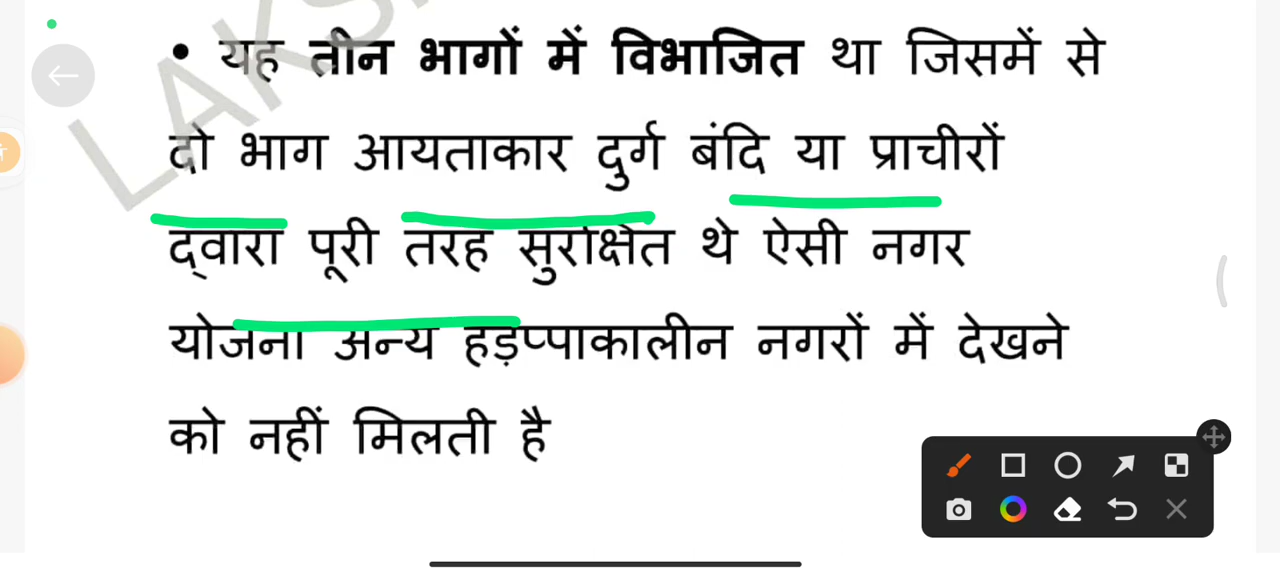 • यह तीन भागों में विभाजित था जिसमें से
दो भाग आयताकार दुर्ग बंदि या प्राचीरों
द्वारा पूरी तरह सुरक्षित थे ऐसी नगर
योजना अन्य हड़प्पाकालीन नगरों में देखने
को नहीं मिलती है